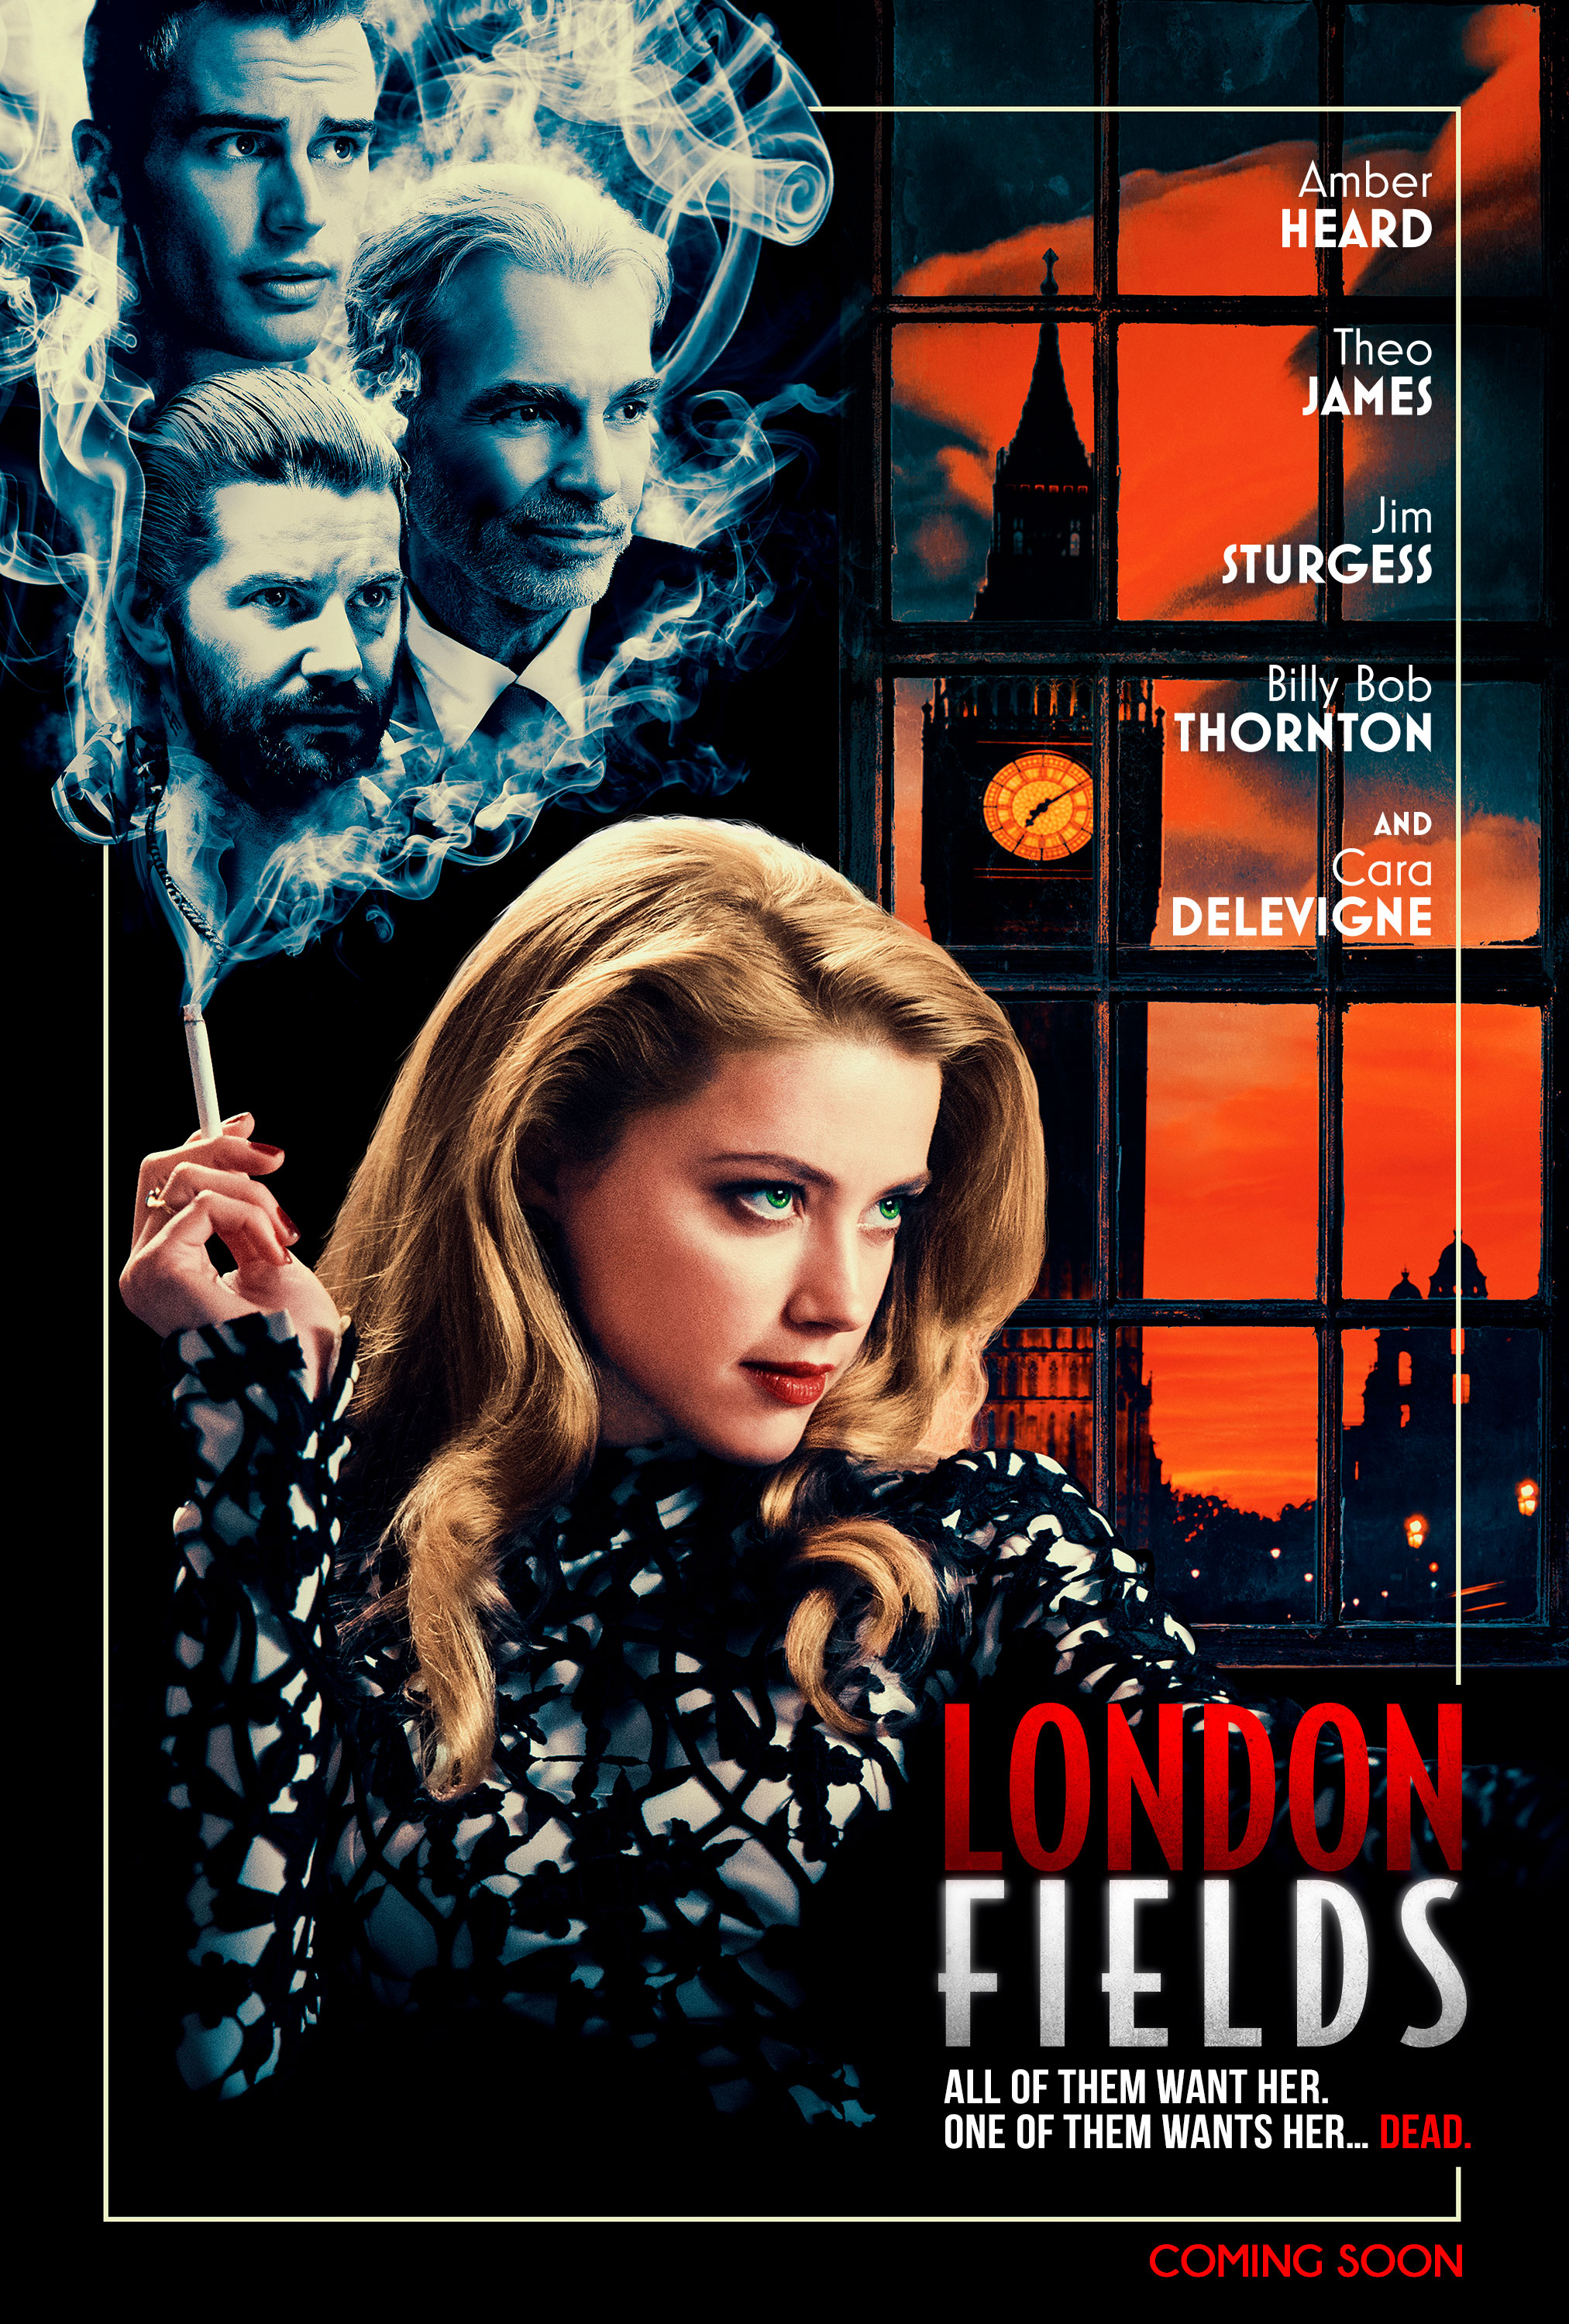 Amber
HEARD
Theo
JAMES
Jim
STURGESS
Billy Bob
THORNTON
AND
Cara
DELEVIGNE
LONDON
FIELDS
ALL OF THEM WANT HER.
ONE OF THEM WANTS HER... DEAD.
COMING SOON